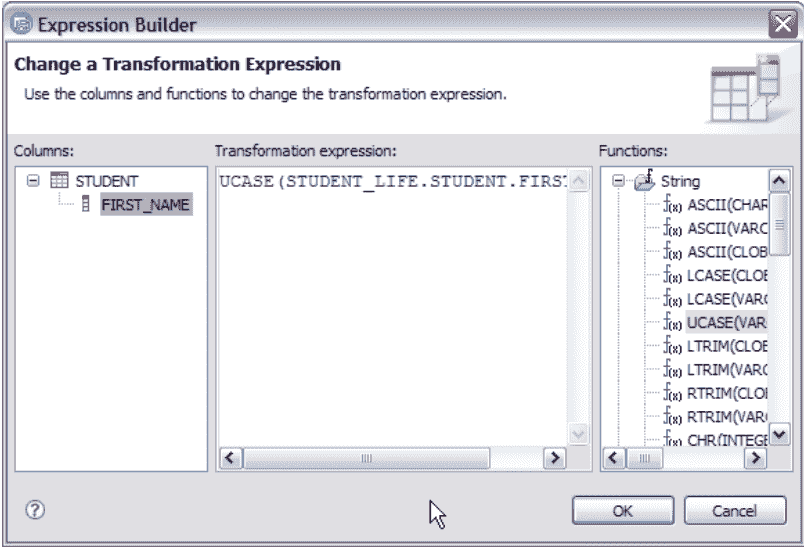 Expression Builder
Change a Transformation Expression
Use the columns and functions to change the transformation expression.
Columns:
STUDENT
FIRST_NAME
Transformation expression:
UCASE(STUDENT_LIFE.STUDENT.FIRST
Functions:
String
f(x) ASCII(CHAR
f(x) ASCII(VARC
f(x) ASCII(CLOB
f(x) LCASE(CLOB
f(x) LCASE(VARC
f(x) UCASE(VAR
f(x) LTRIM(CLOB
f(x) LTRIM(VARC
f(x) RTRIM(CLOB
f(x) RTRIM(VARC
f(x) CHR(INTEGE
?
OK
Cancel